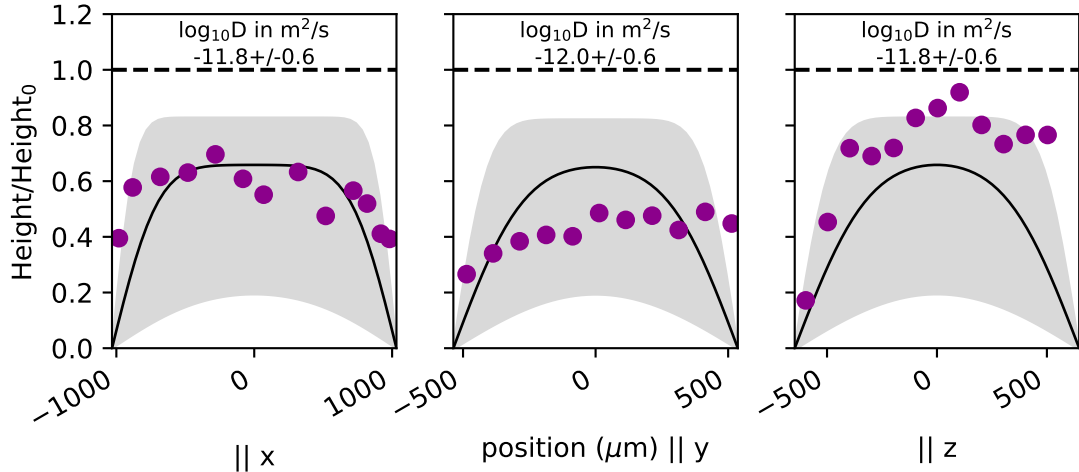 1.2
1.0
0.8
0.6
0.4
0.2
0.0
Height/Height₀
log₁₀D in m²/s
-11.8+/-0.6
−1000 0 1000
|| x
log₁₀D in m²/s
-12.0+/-0.6
−500 0 500
position (μm) || y
log₁₀D in m²/s
-11.8+/-0.6
−500 0 500
|| z